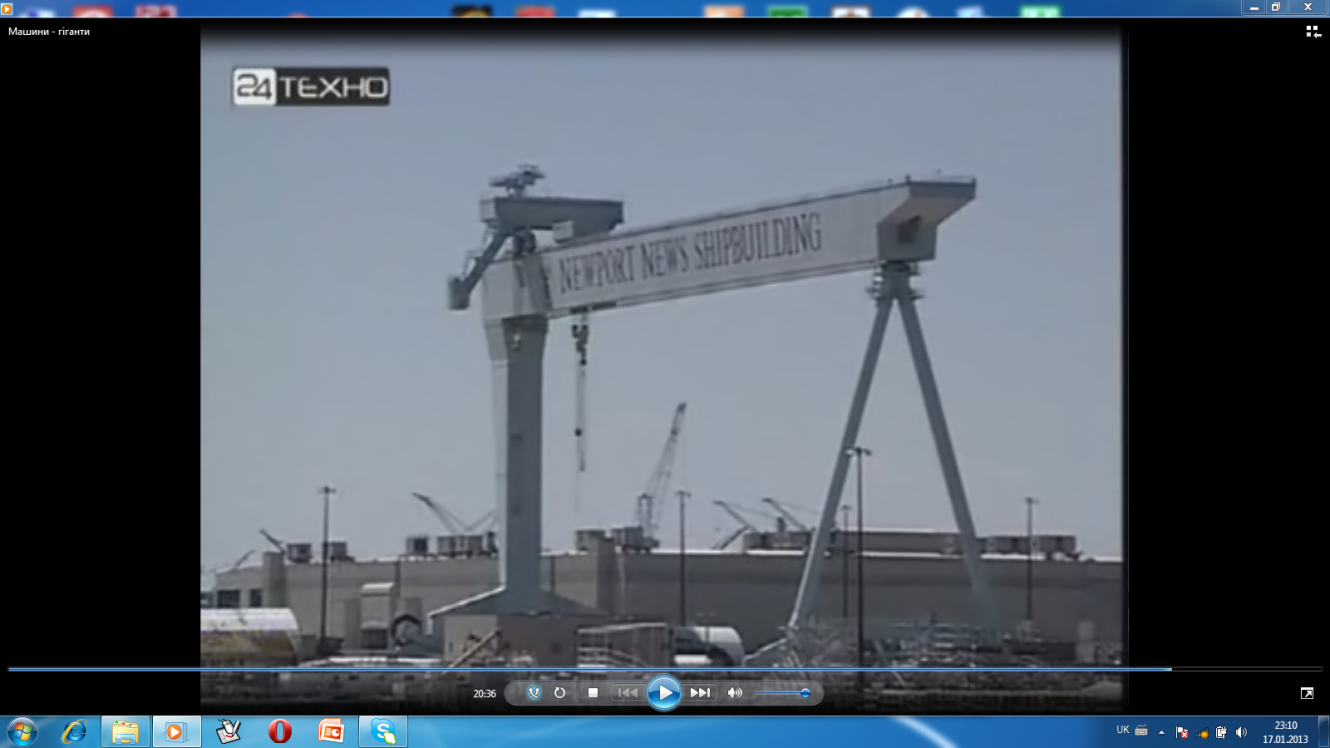 Машини - гіганти
24 ТЕХНО
NEWPORT NEWS SHIPBUILDING
20:36
UK
23:10
17.01.2013